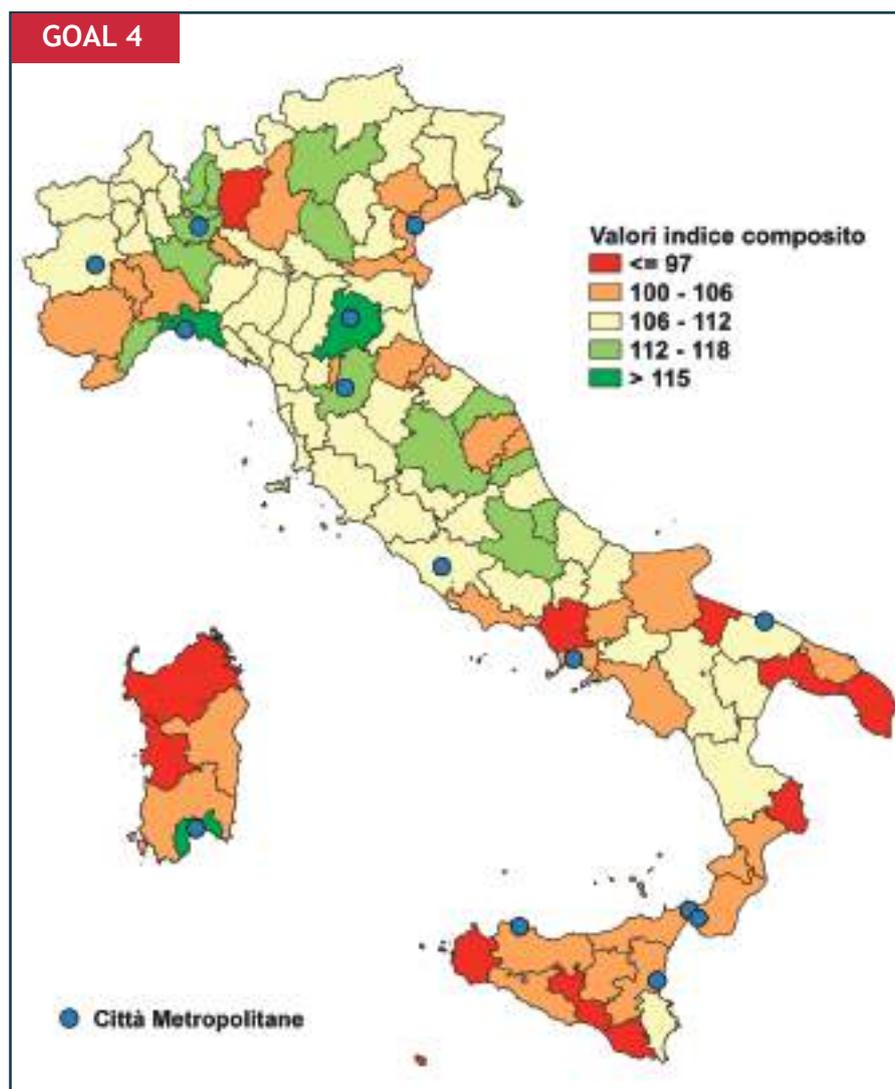 GOAL 4
Valori indice composito
<= 97
100 - 106
106 - 112
112 - 118
> 115
Città Metropolitane